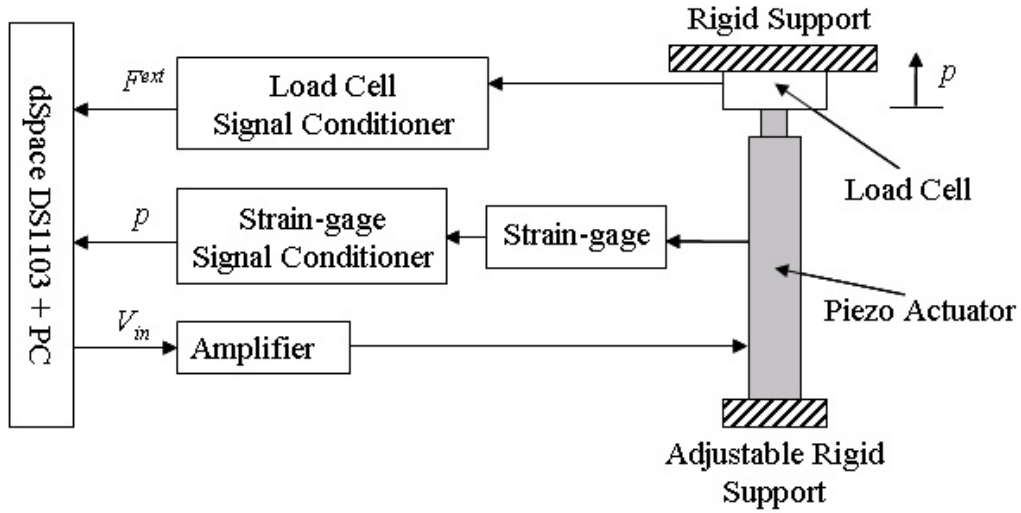 Rigid Support
F^ext
Load Cell
Signal Conditioner
p
Load Cell
dSpace DS1103 + PC
p
Strain-gage
Signal Conditioner
Strain-gage
Piezo Actuator
V_in
Amplifier
Adjustable Rigid
Support